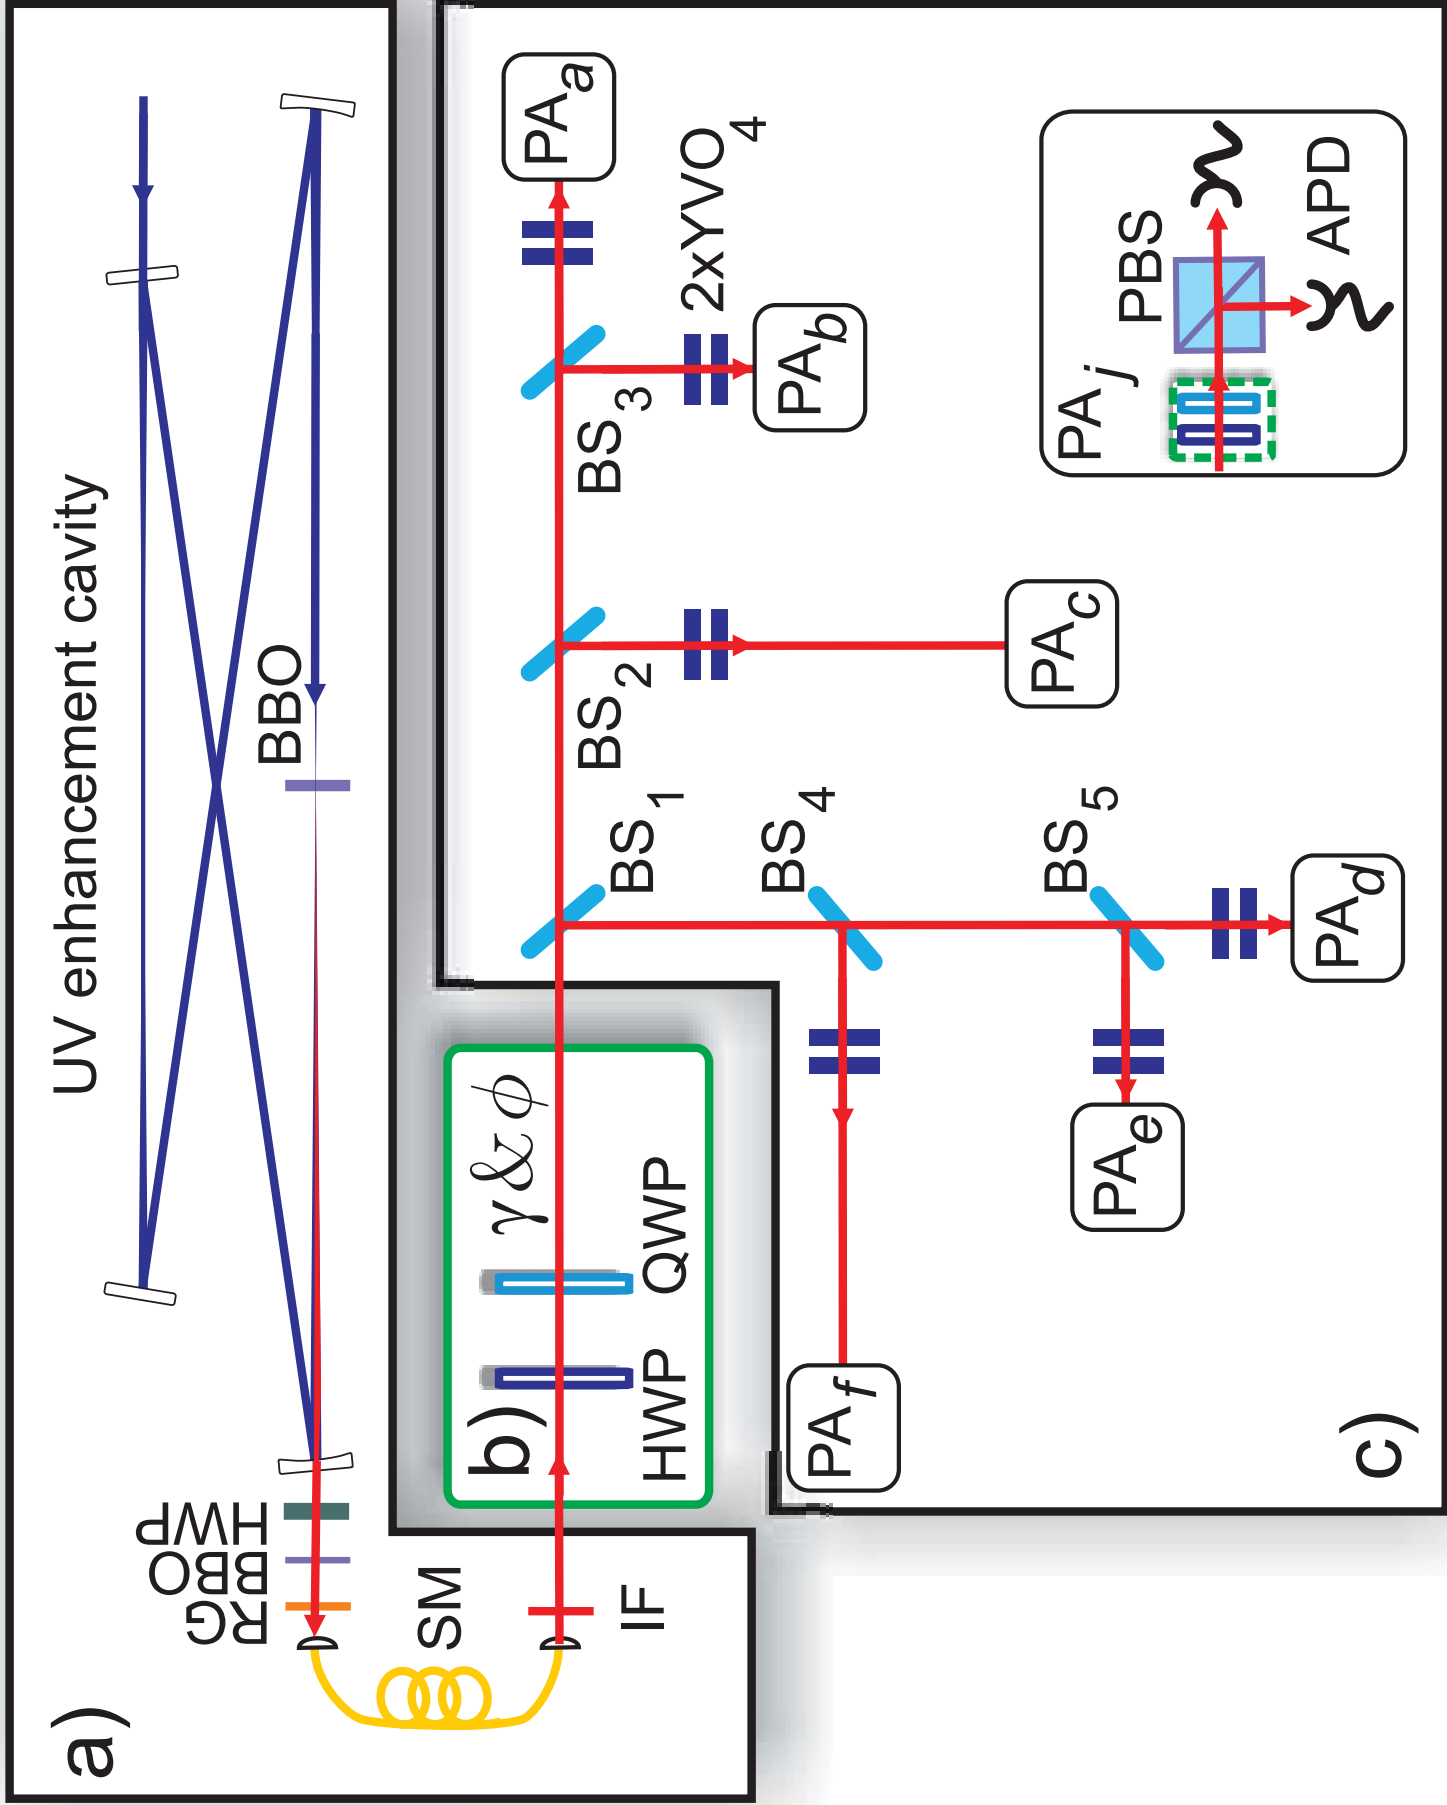 a)
UV enhancement cavity
BBO
HWP
BBO
RG
SM
IF
b)
γ&ϕ
HWP
QWP
c)
BS1
BS2
BS3
BS4
BS5
2xYVO4
PAa
PAb
PAc
PAd
PAe
PAf
PAj
PBS
APD